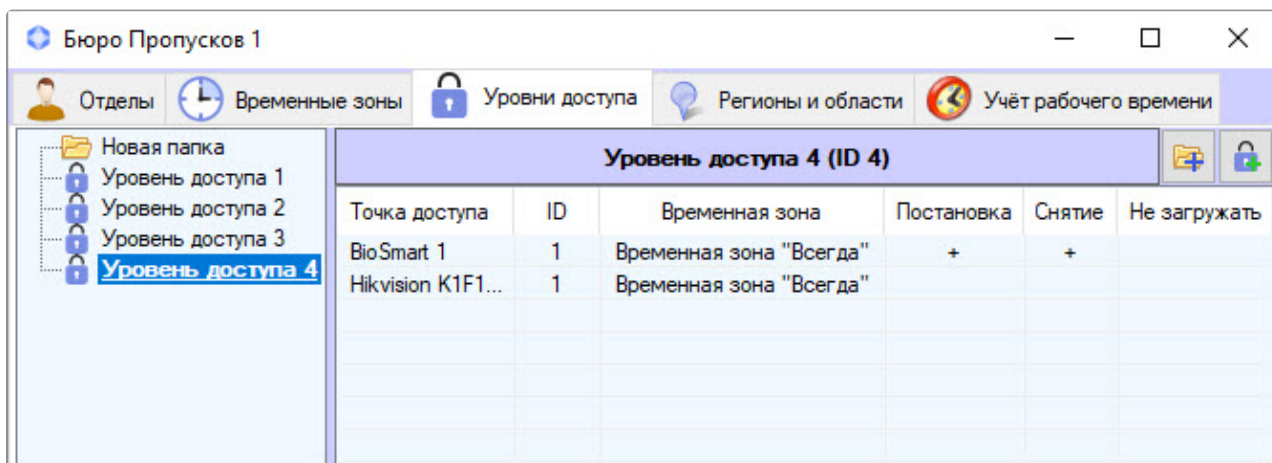 Бюро Пропусков 1
Отделы Временные зоны Уровни доступа Регионы и области Учёт рабочего времени
Новая папка
Уровень доступа 1
Уровень доступа 2
Уровень доступа 3
Уровень доступа 4
Уровень доступа 4 (ID 4)
Точка доступа ID Временная зона Постановка Снятие Не загружать
BioSmart 1 1 Временная зона "Всегда" + +
Hikvision K1F1... 1 Временная зона "Всегда"